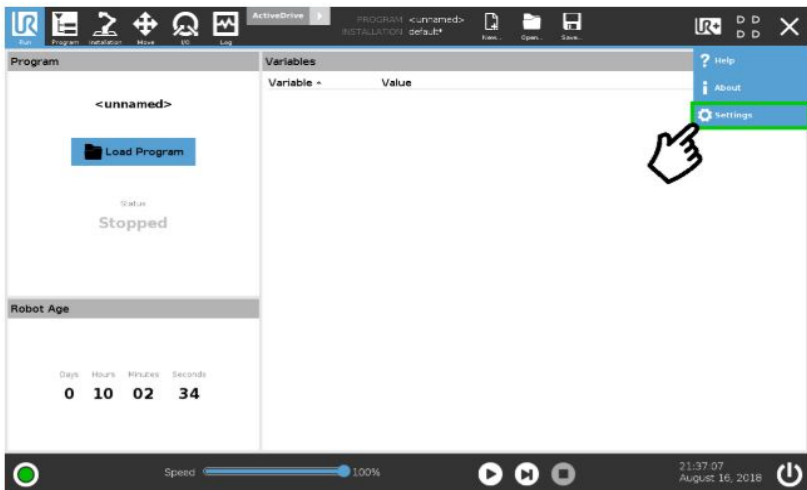 UR
Run
Program
Installation
Move
I/O
Log
ActiveDrive
PROGRAM <unnamed>
INSTALLATION default*
New...
Open...
Save...
UR+
D D
D D
Program
<unnamed>
Load Program
Status
Stopped
Robot Age
Days Hours Minutes Seconds
0 10 02 34
Variables
Variable Value
? Help
i About
Settings
Speed 100%
21:37:07
August 16, 2018